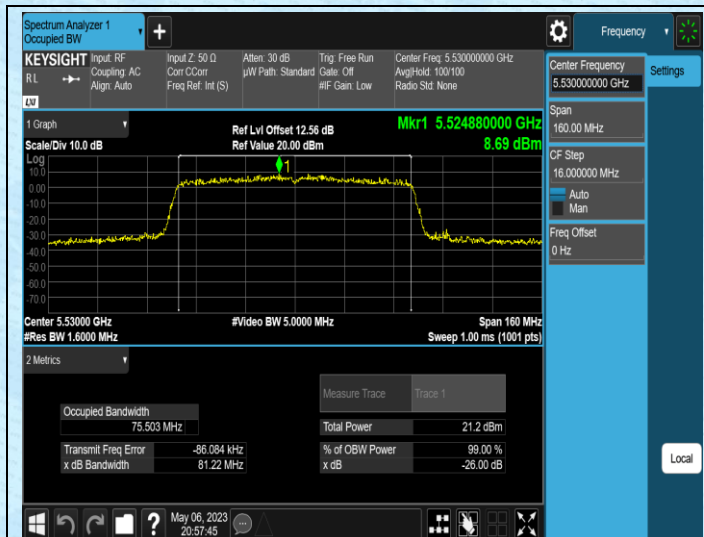 Spectrum Analyzer 1
Occupied BW
Frequency
KEYSIGHT
R L
LXI
Input: RF
Coupling: AC
Align: Auto
Input Z: 50 Ω
Corr CCorr
Freq Ref: Int (S)
Atten: 30 dB
µW Path: Standard
Trig: Free Run
Gate: Off
#IF Gain: Low
Center Freq: 5.530000000 GHz
Avg|Hold: 100/100
Radio Std: None
Center Frequency
5.530000000 GHz
Settings
Span
160.00 MHz
CF Step
16.000000 MHz
Auto
Man
Freq Offset
0 Hz
1 Graph
Scale/Div 10.0 dB
Ref Lvl Offset 12.56 dB
Ref Value 20.00 dBm
Mkr1 5.524880000 GHz
8.69 dBm
Log
10.0
0.00
-10.0
-20.0
-30.0
-40.0
-50.0
-60.0
-70.0
1
Center 5.53000 GHz
#Res BW 1.6000 MHz
#Video BW 5.0000 MHz
Span 160 MHz
Sweep 1.00 ms (1001 pts)
2 Metrics
Measure Trace
Trace 1
Occupied Bandwidth
75.503 MHz
Total Power
21.2 dBm
Transmit Freq Error
-86.084 kHz
% of OBW Power
99.00 %
x dB Bandwidth
81.22 MHz
x dB
-26.00 dB
Local
May 06, 2023
20:57:45